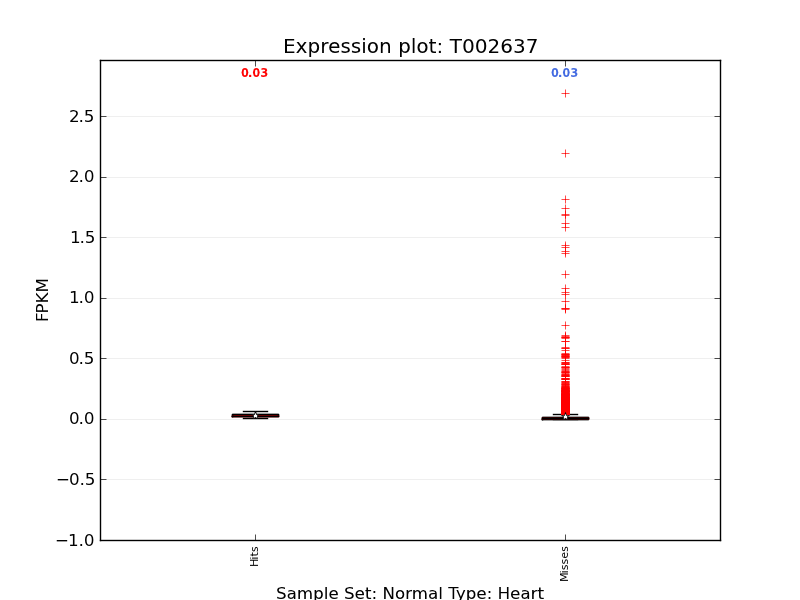 Expression plot: T002637
0.03 0.03
2.5
2.0
1.5
1.0
0.5
0.0
−0.5
−1.0
FPKM
Hits
Misses
Sample Set: Normal Type: Heart